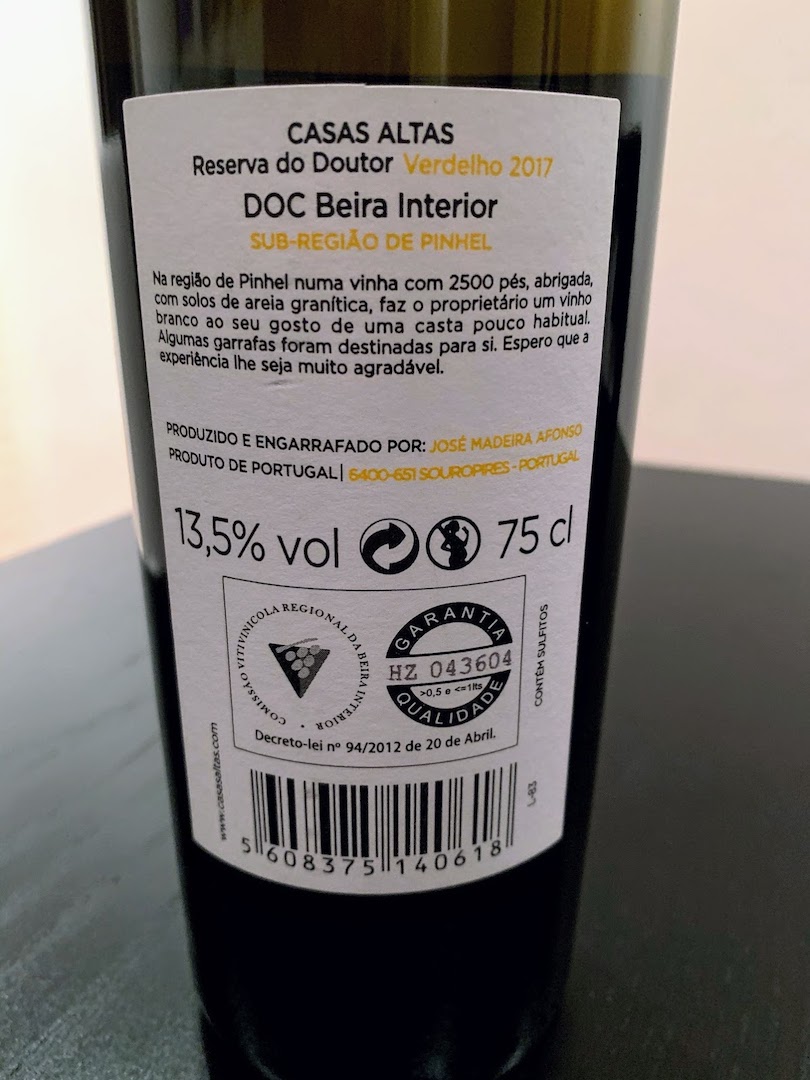 CASAS ALTAS
Reserva do Doutor Verdelho 2017
DOC Beira Interior
SUB-REGIÃO DE PINHEL
Na região de Pinhel numa vinha com 2500 pés, abrigada,
com solos de areia granítica, faz o proprietário um vinho
branco ao seu gosto de uma casta pouco habitual.
Algumas garrafas foram destinadas para si. Espero que a
experiência lhe seja muito agradável.
PRODUZIDO E ENGARRAFADO POR: JOSÉ MADEIRA AFONSO
PRODUTO DE PORTUGAL| 6400-651 SOUROPIRES - PORTUGAL
13,5% vol 75 cl
COMISSÃO VITIVINICOLA REGIONAL DA BEIRA INTERIOR •
GARANTIA
HZ 043604
>0,5 e <=1lts
QUALIDADE
Decreto-lei nº 94/2012 de 20 de Abril.
CONTÉM SULFITOS
www.casasaltas.com
L-03
5 608375 140618